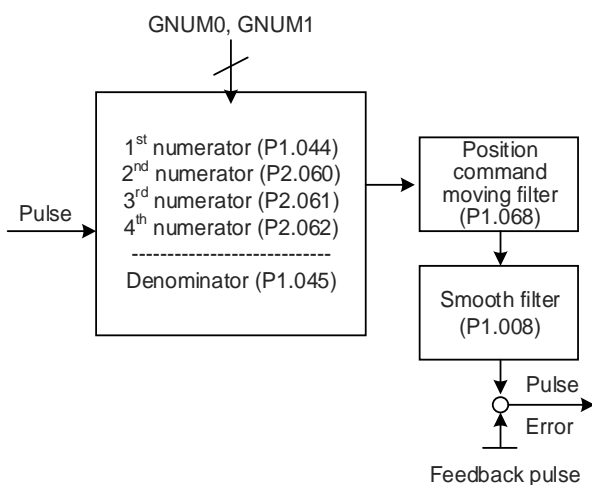 GNUM0, GNUM1
1st numerator (P1.044)
2nd numerator (P2.060)
3rd numerator (P2.061)
4th numerator (P2.062)
-----------------------------
Denominator (P1.045)
Pulse
Position
command
moving filter
(P1.068)
Smooth filter
(P1.008)
Pulse
Error
Feedback pulse